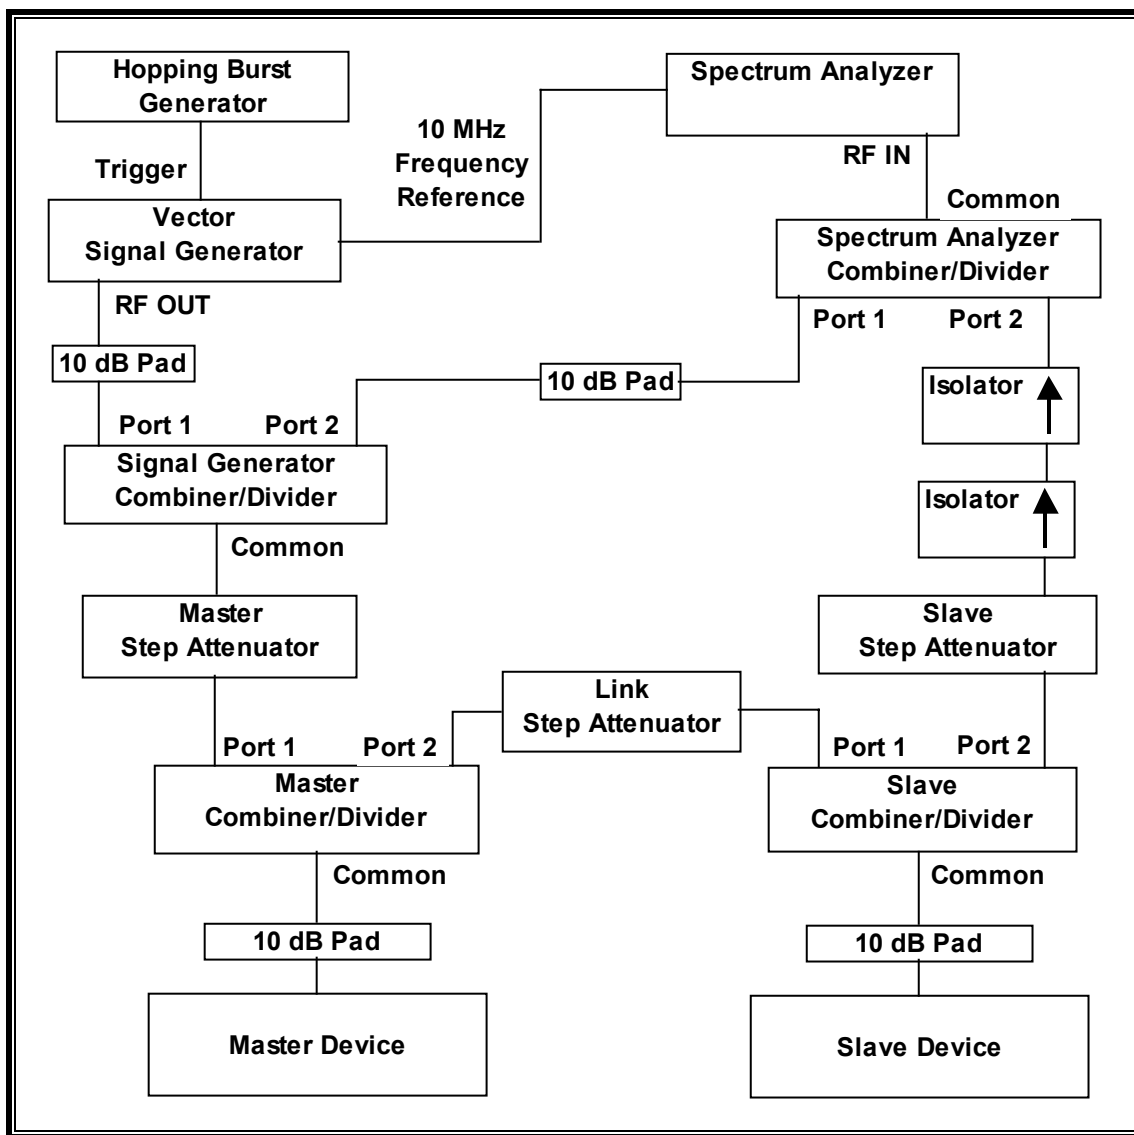 Hopping Burst
Generator
Spectrum Analyzer
10 MHz
Frequency
Reference
Trigger
RF IN
Vector
Signal Generator
Common
Spectrum Analyzer
Combiner/Divider
RF OUT
Port 1
Port 2
10 dB Pad
10 dB Pad
Isolator
Port 1
Port 2
Signal Generator
Combiner/Divider
Isolator
Common
Master
Step Attenuator
Slave
Step Attenuator
Link
Step Attenuator
Port 1
Port 2
Port 1
Port 2
Master
Combiner/Divider
Slave
Combiner/Divider
Common
Common
10 dB Pad
10 dB Pad
Master Device
Slave Device